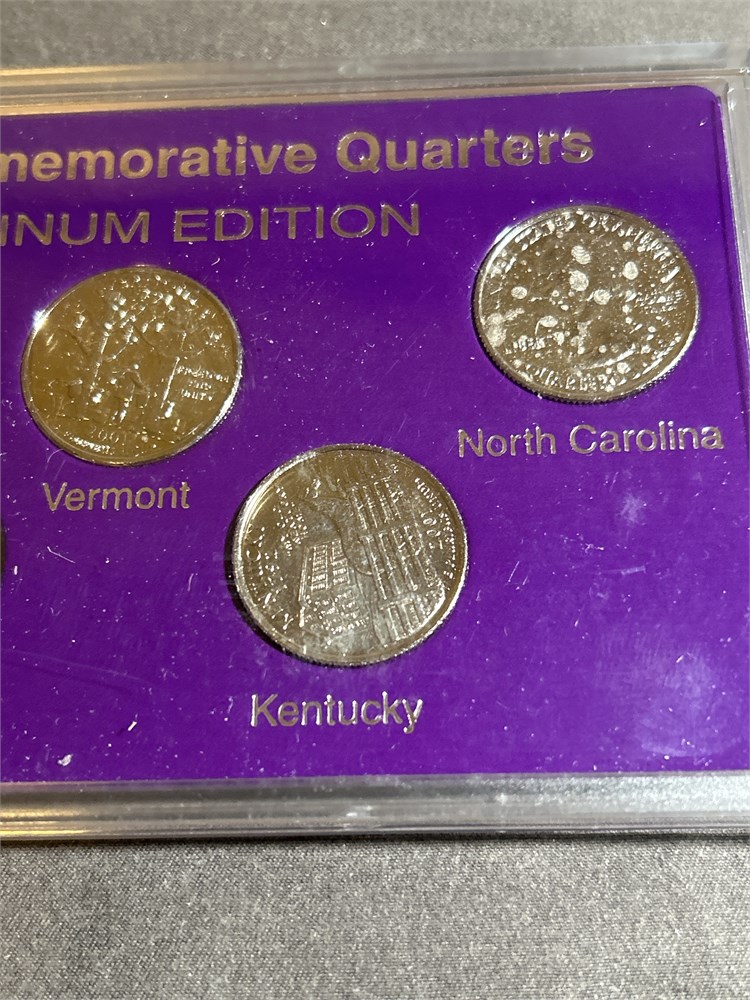 memorative Quarters
INUM EDITION
Vermont
North Carolina
Kentucky